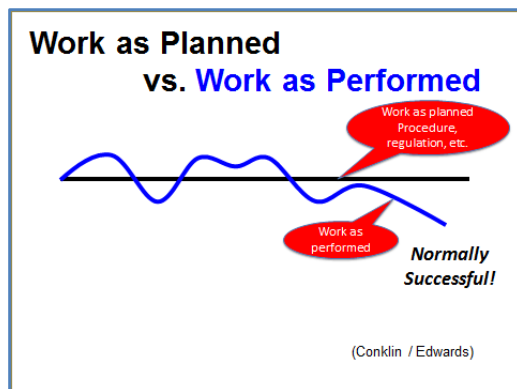 Work as Planned
vs. Work as Performed
Work as planned
Procedure,
regulation, etc.
Work as
performed
Normally
Successful!
(Conklin / Edwards)